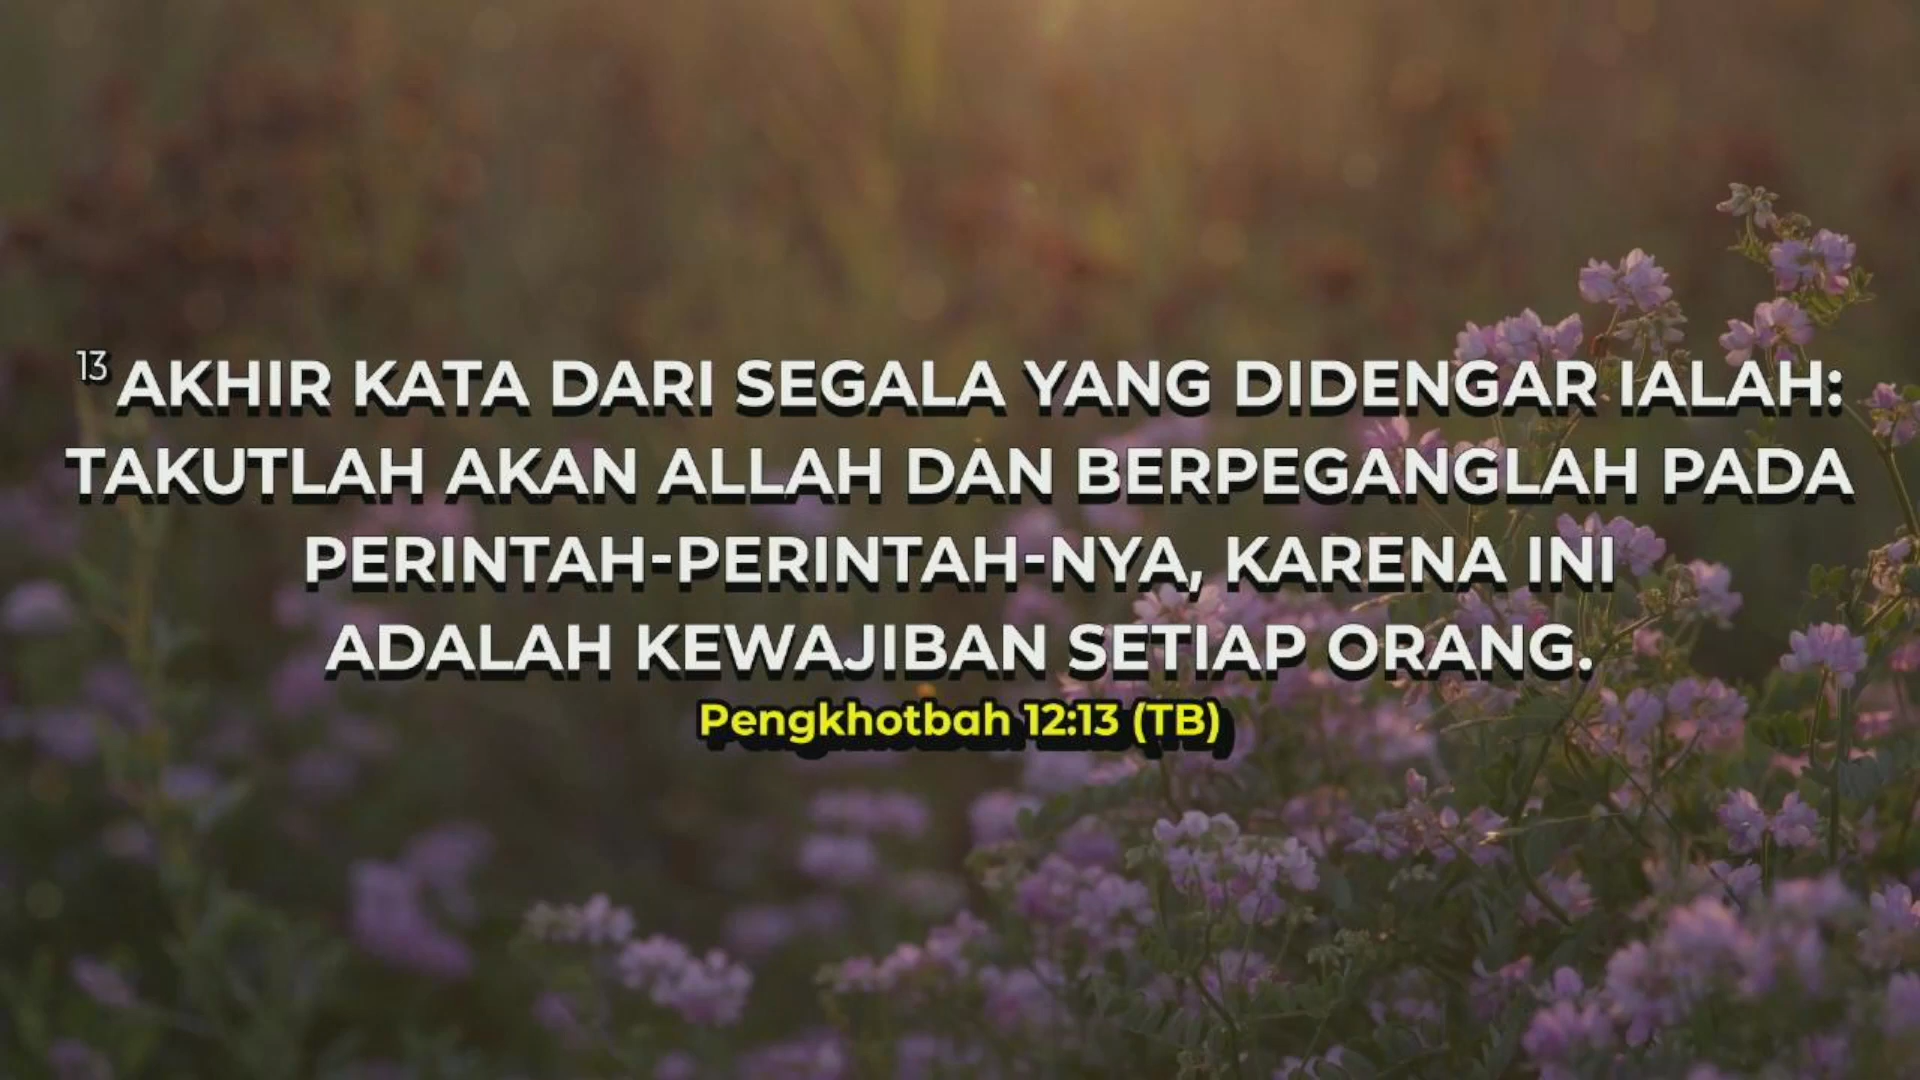 13 AKHIR KATA DARI SEGALA YANG DIDENGAR IALAH:
TAKUTLAH AKAN ALLAH DAN BERPEGANGLAH PADA
PERINTAH-PERINTAH-NYA, KARENA INI
ADALAH KEWAJIBAN SETIAP ORANG.
Pengkhotbah 12:13 (TB)